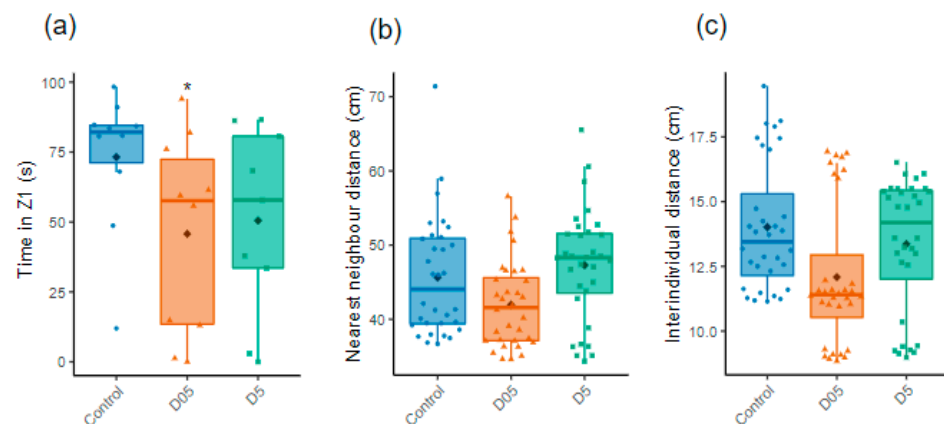 (a)
(b)
(c)
Time in Z1 (s)
100
75
50
25
0
*
Control
D05
D5
Nearest neighbour distance (cm)
70
60
50
40
Control
D05
D5
Interindividual distance (cm)
17.5
15.0
12.5
10.0
Control
D05
D5